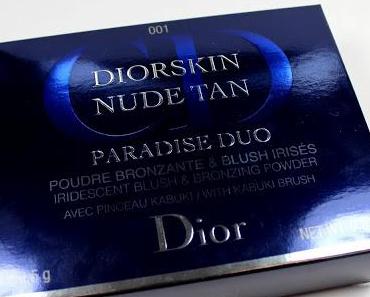 001
CD
DIORSKIN
NUDE TAN
PARADISE DUO
POUDRE BRONZANTE & BLUSH IRISÉS
IRIDESCENT BLUSH & BRONZING POWDER
AVEC PINCEAU KABUKI / WITH KABUKI BRUSH
Dior